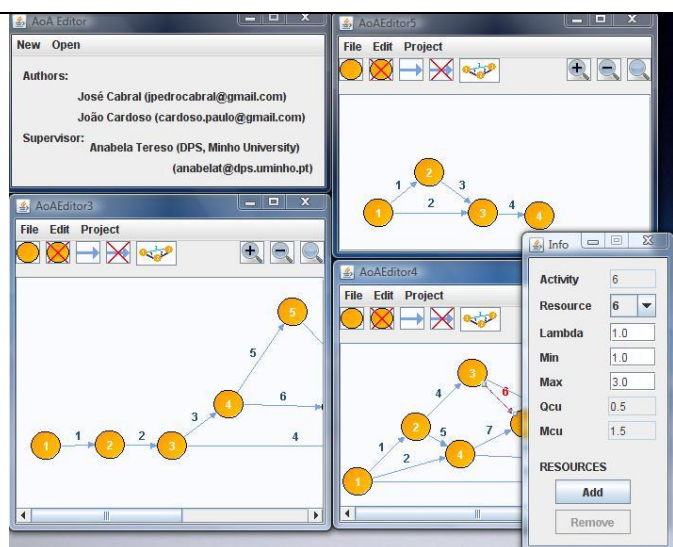 AoA Editor
New Open
Authors:
José Cabral (jpedrocabral@gmail.com)
João Cardoso (cardoso.paulo@gmail.com)
Supervisor: Anabela Tereso (DPS, Minho University)
(anabelat@dps.uminho.pt)
AoAEditor5
File Edit Project
1
2
3
4
1
2
3
4
AoAEditor3
File Edit Project
1
2
3
4
5
1
2
3
5
6
4
AoAEditor4
File Edit Project
1
2
3
4
1
2
4
5
7
6
4
Info
Activity 6
Resource 6
Lambda 1.0
Min 1.0
Max 3.0
Qcu 0.5
Mcu 1.5
RESOURCES
Add
Remove